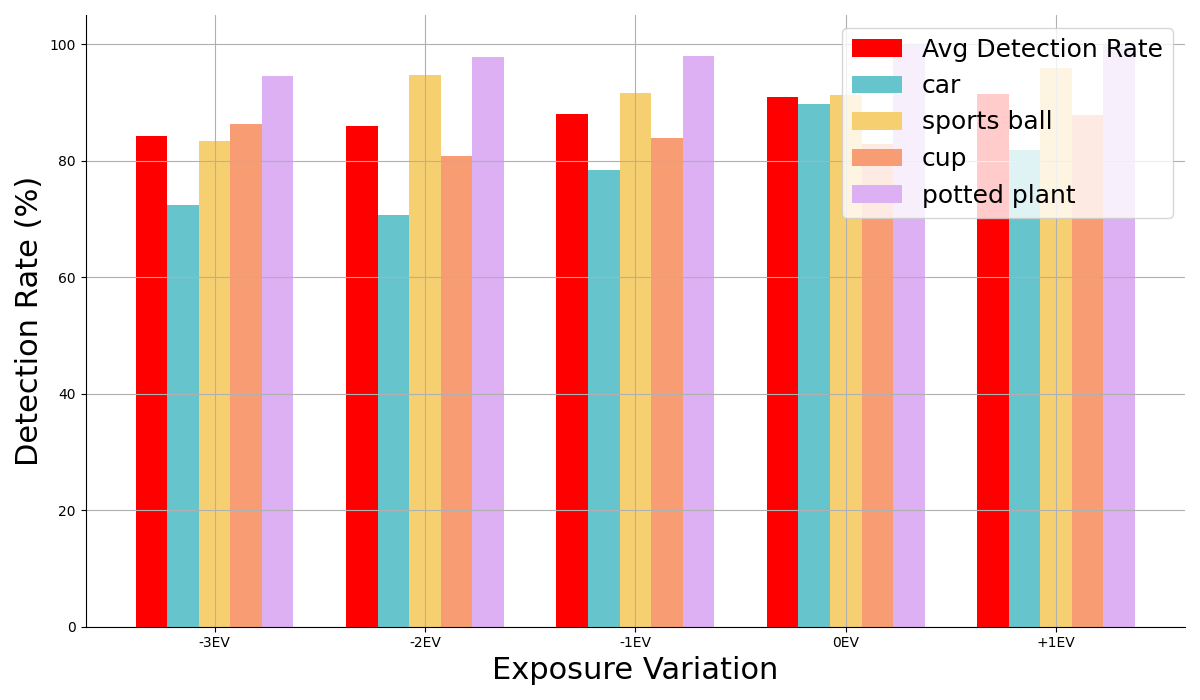 100
80
60
40
20
0
Detection Rate (%)
Avg Detection Rate
car
sports ball
cup
potted plant
-3EV
-2EV
-1EV
0EV
+1EV
Exposure Variation